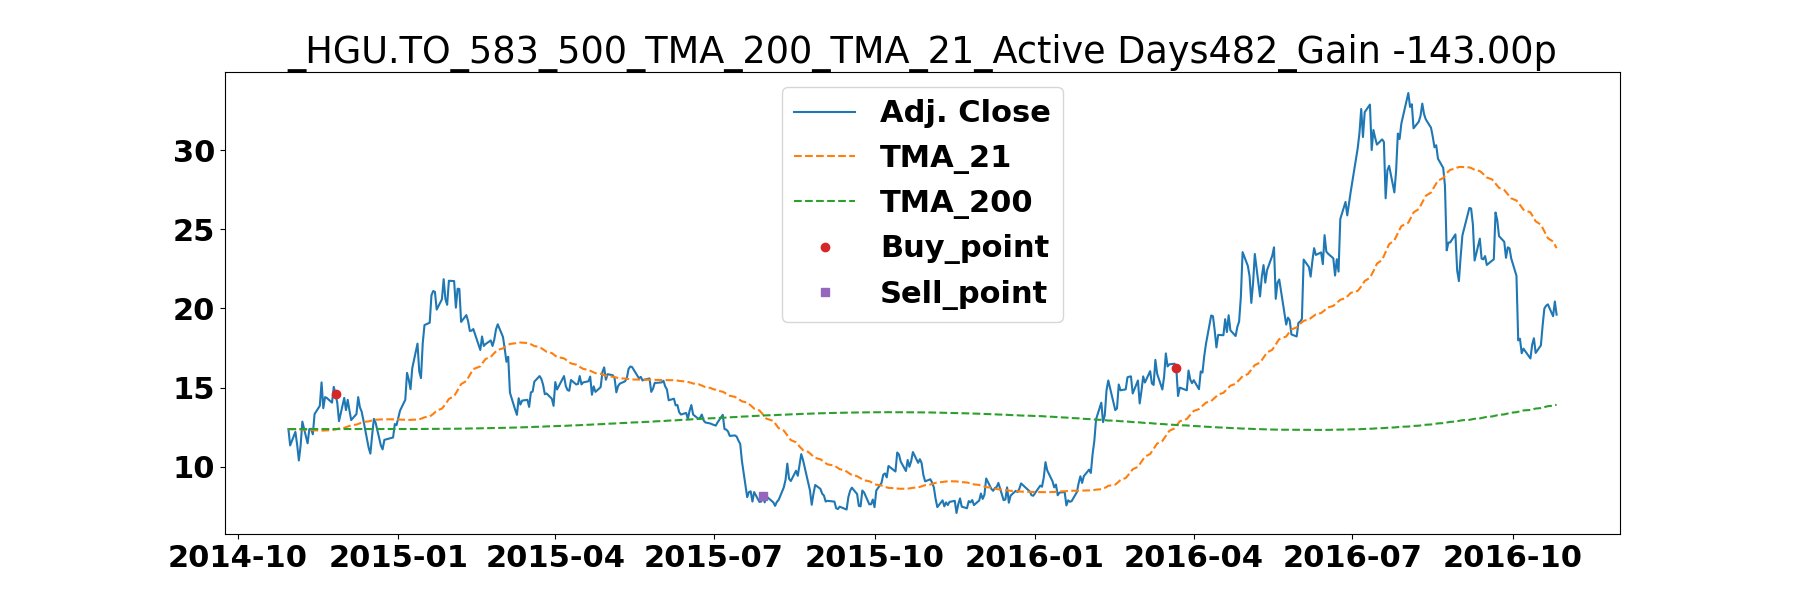 _HGU.TO_583_500_TMA_200_TMA_21_Active Days482_Gain -143.00p
Adj. Close
TMA_21
TMA_200
Buy_point
Sell_point
30
25
20
15
10
2014-10 2015-01 2015-04 2015-07 2015-10 2016-01 2016-04 2016-07 2016-10